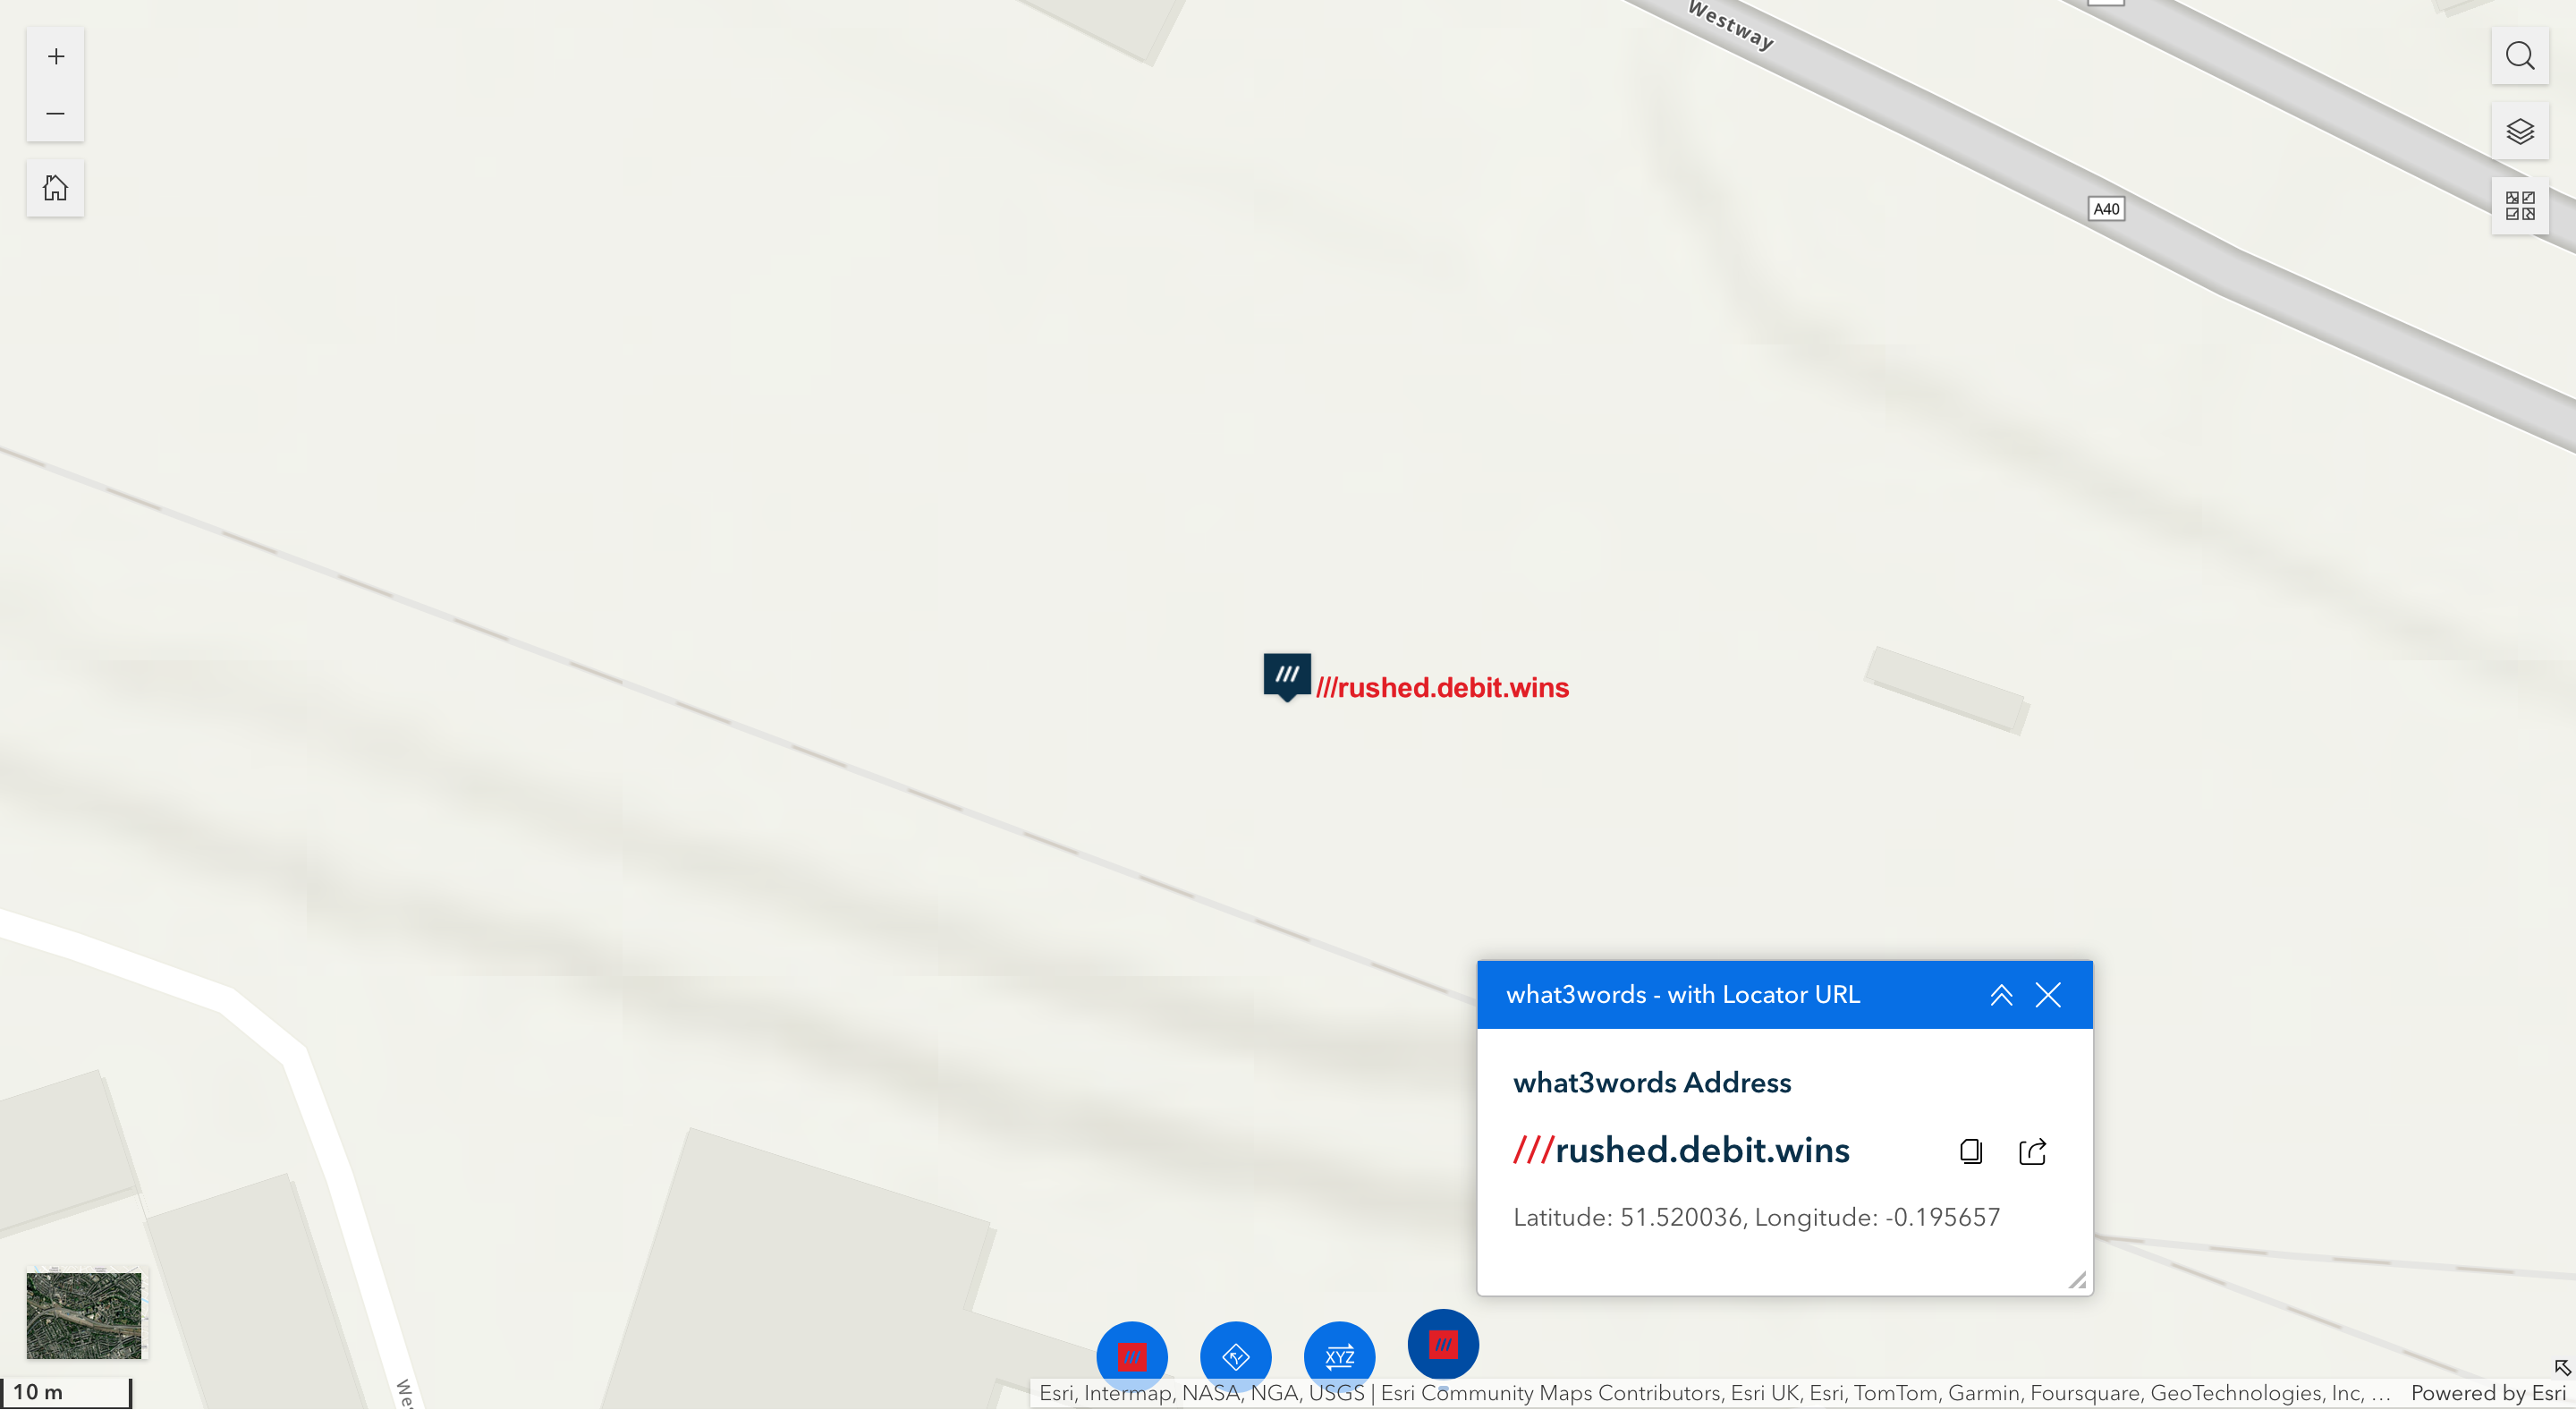 Westway
A40
///rushed.debit.wins
what3words - with Locator URL
what3words Address
///rushed.debit.wins
Latitude: 51.520036, Longitude: -0.195657
XYZ
Wes
10 m
Esri, Intermap, NASA, NGA, USGS | Esri Community Maps Contributors, Esri UK, Esri, TomTom, Garmin, Foursquare, GeoTechnologies, Inc, ...
Powered by Esri